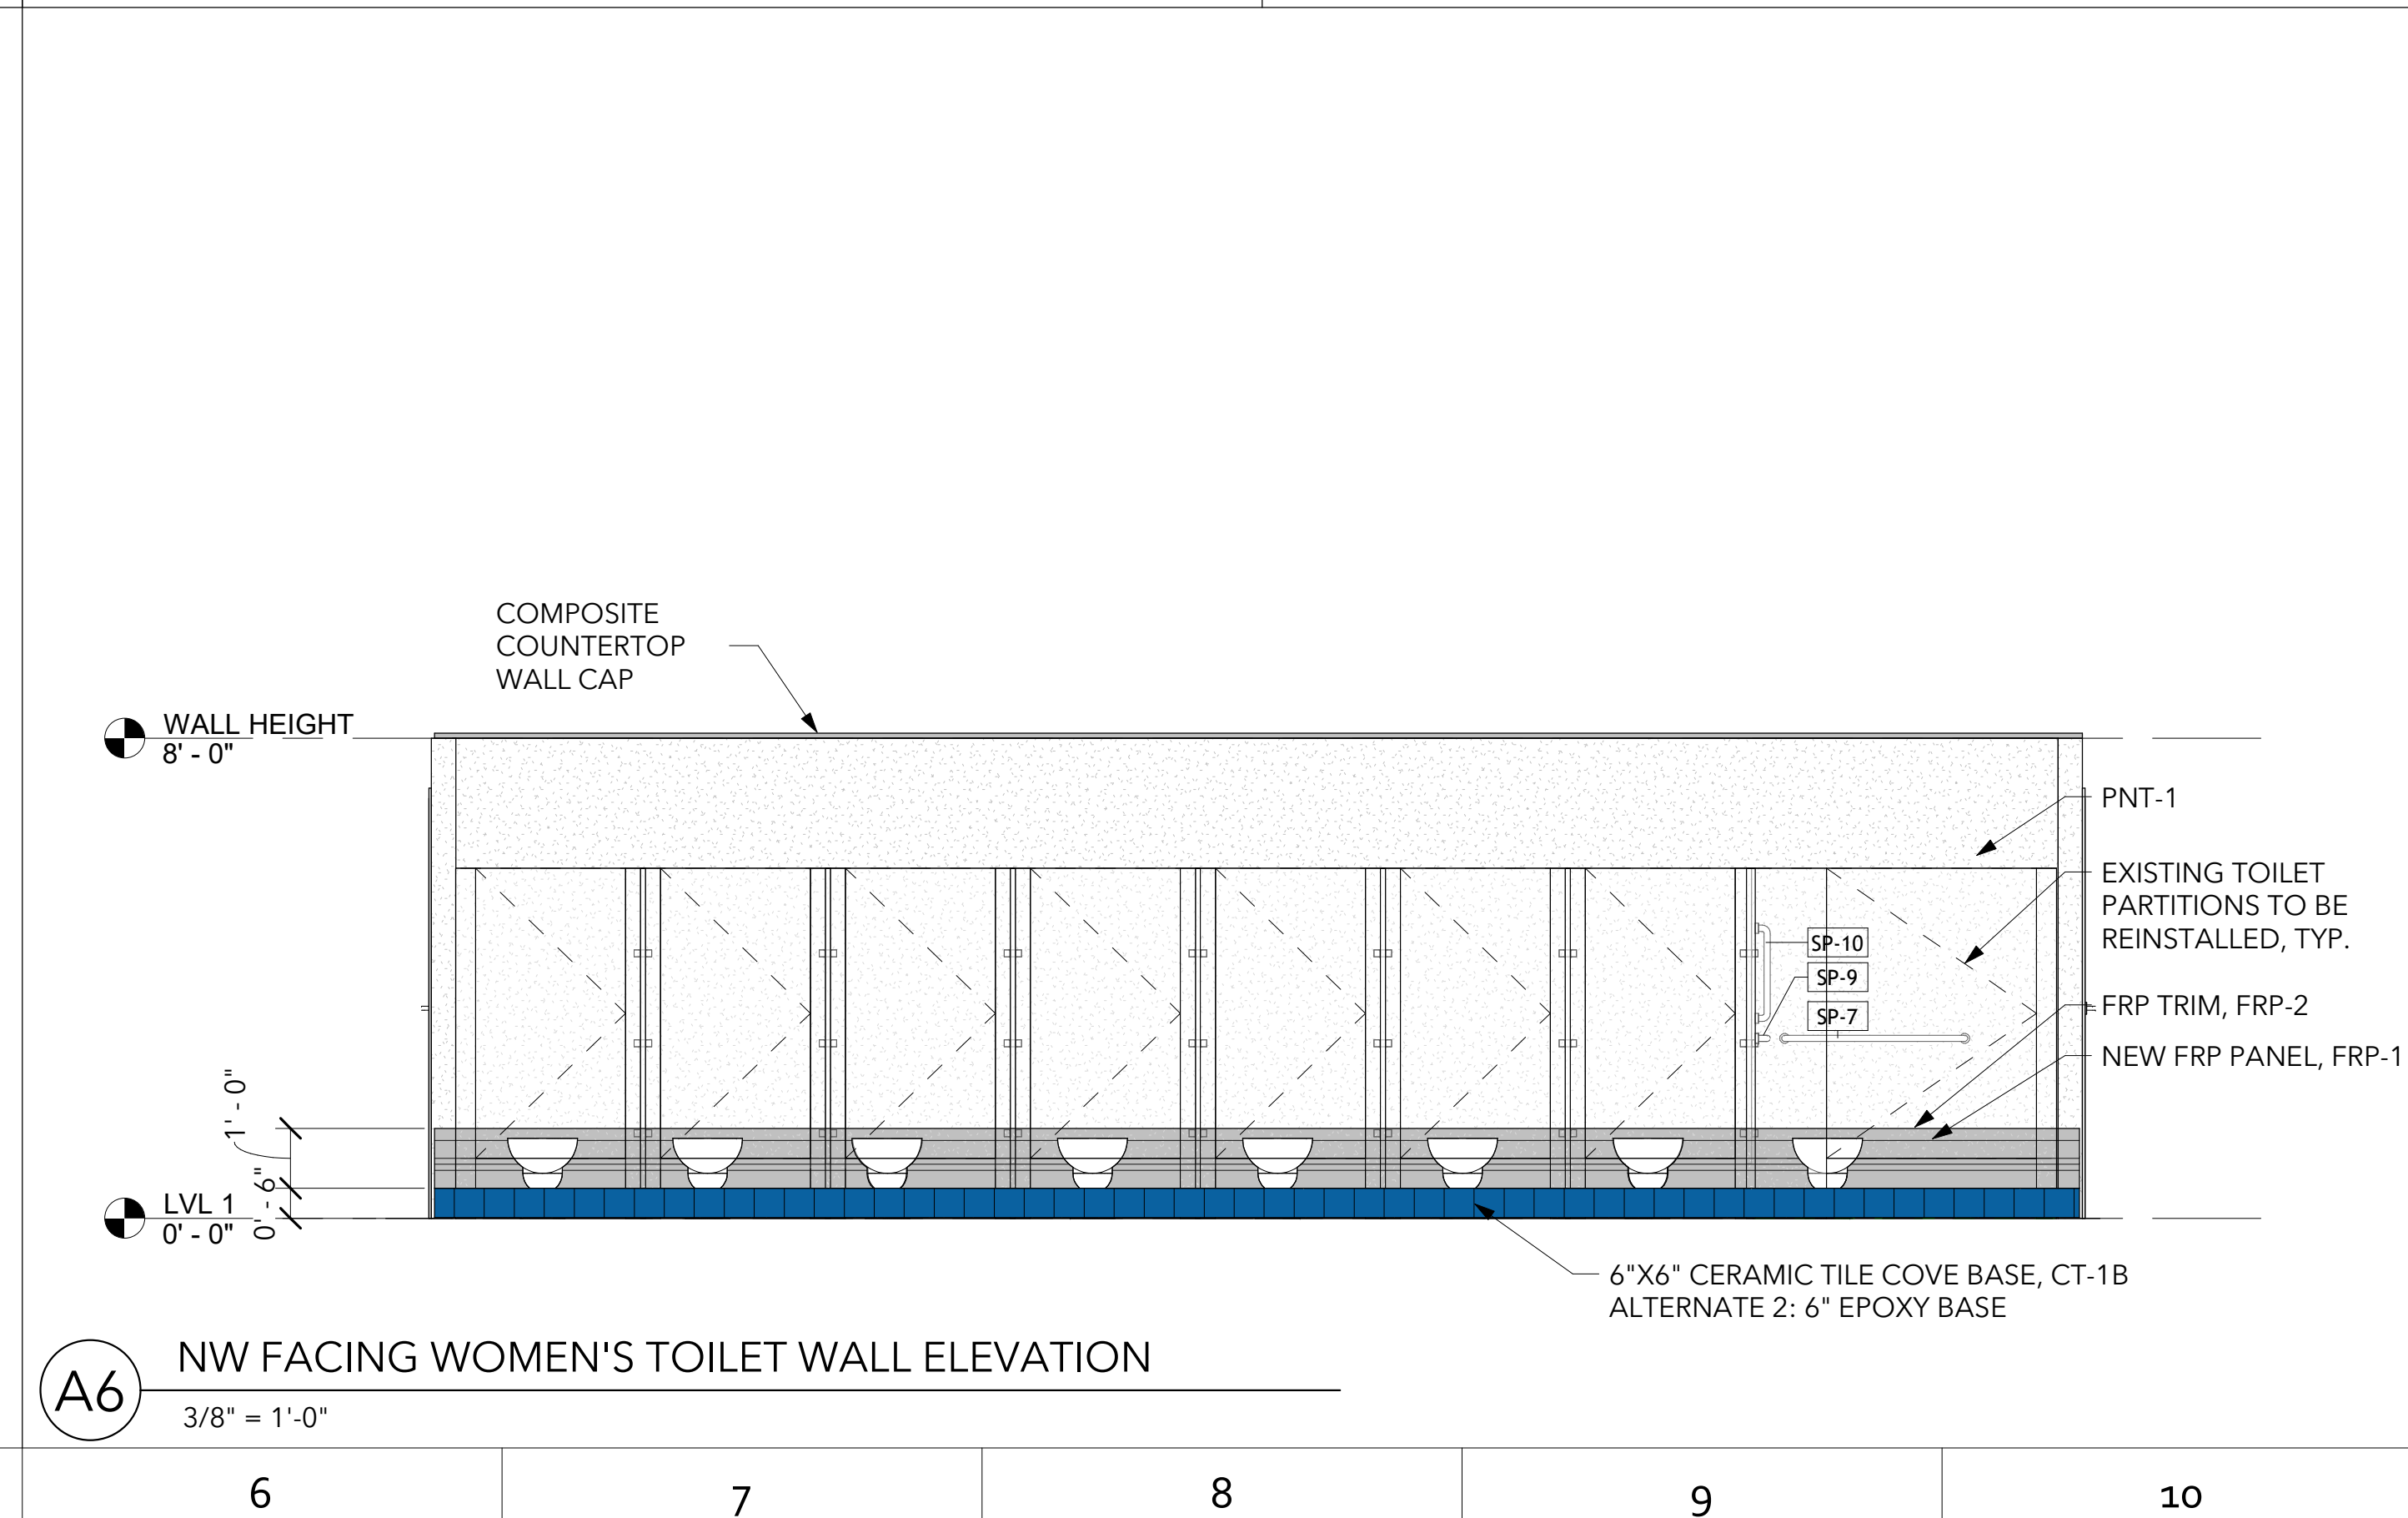 COMPOSITE
COUNTERTOP
WALL CAP
WALL HEIGHT
8' - 0"
PNT-1
EXISTING TOILET
PARTITIONS TO BE
REINSTALLED, TYP.
SP-10
SP-9
SP-7
FRP TRIM, FRP-2
NEW FRP PANEL, FRP-1
1' - 0"
0' - 6"
LVL 1
0' - 0"
6"X6" CERAMIC TILE COVE BASE, CT-1B
ALTERNATE 2: 6" EPOXY BASE
A6
NW FACING WOMEN'S TOILET WALL ELEVATION
3/8" = 1'-0"
6
7
8
9
10